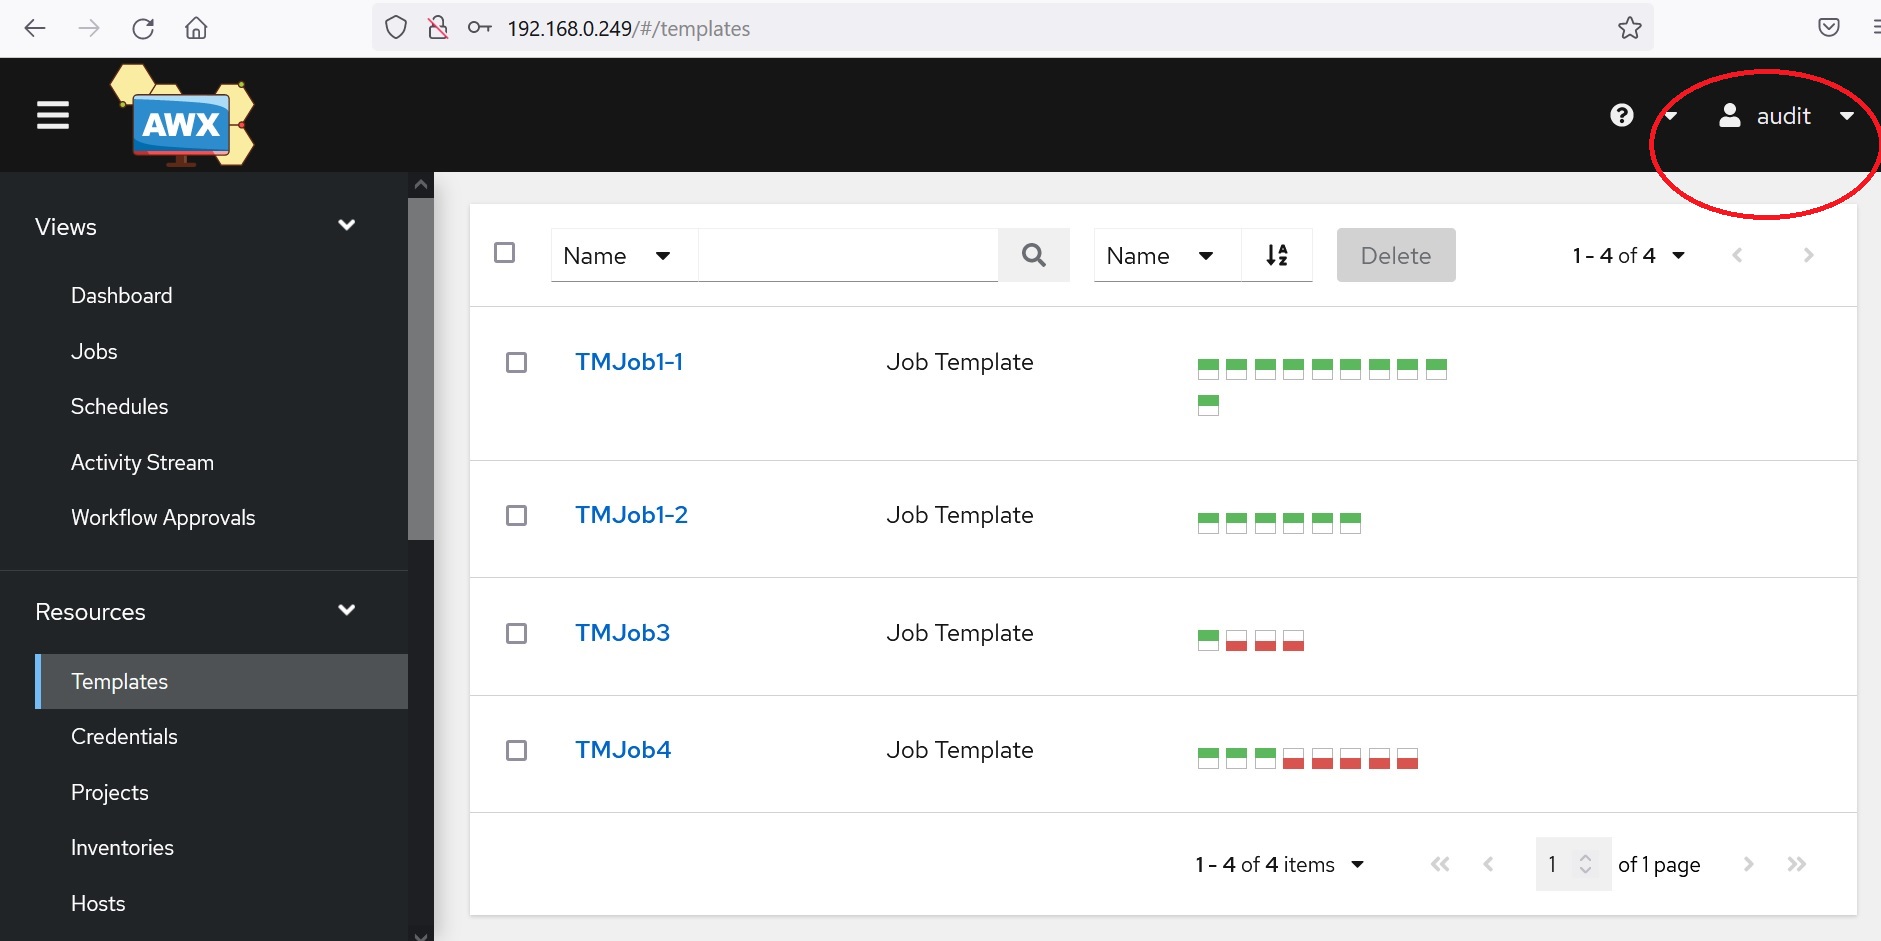 192.168.0.249/#/templates
AWX
? audit
Views
Dashboard
Jobs
Schedules
Activity Stream
Workflow Approvals
Resources
Templates
Credentials
Projects
Inventories
Hosts
Name Name AZ Delete 1 - 4 of 4
TMJob1-1 Job Template
TMJob1-2 Job Template
TMJob3 Job Template
TMJob4 Job Template
1 - 4 of 4 items 1 of 1 page